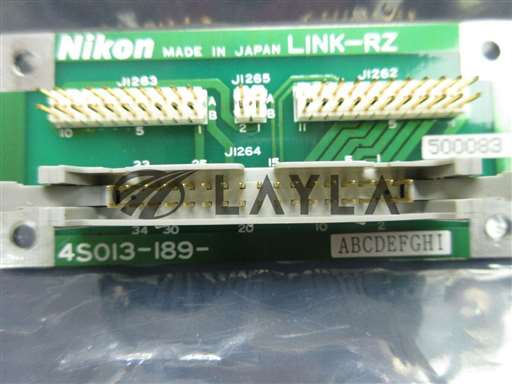 Nikon MADE IN JAPAN LINK-RZ
J1263 J1265 J1262
A A
B B
10 5 1 2 1 11 5 1
500083
33 25 J1264 15 5 1
LAYLA
34 30 20 10 2
4S013-189- ABCDEFGHI